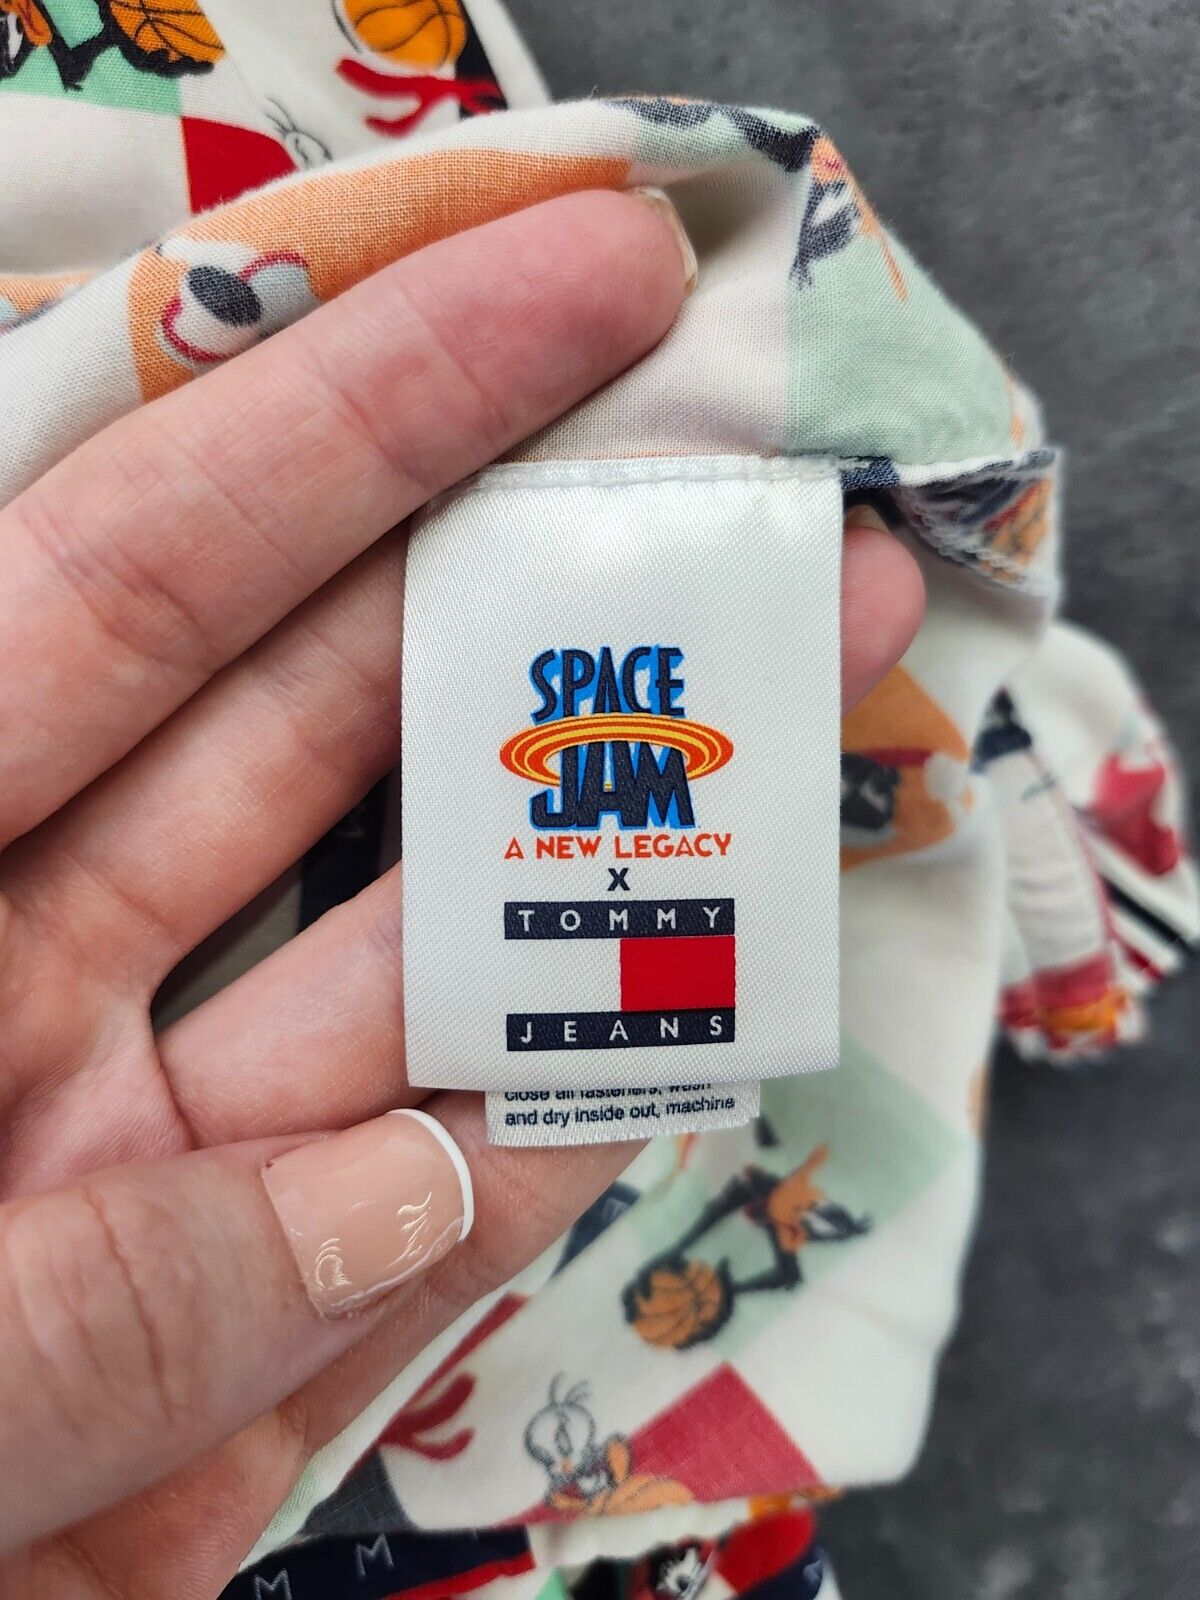 SPACE
JAM
A NEW LEGACY
X
TOMMY
JEANS
close all fasteners, wash
and dry inside out, machine
M M